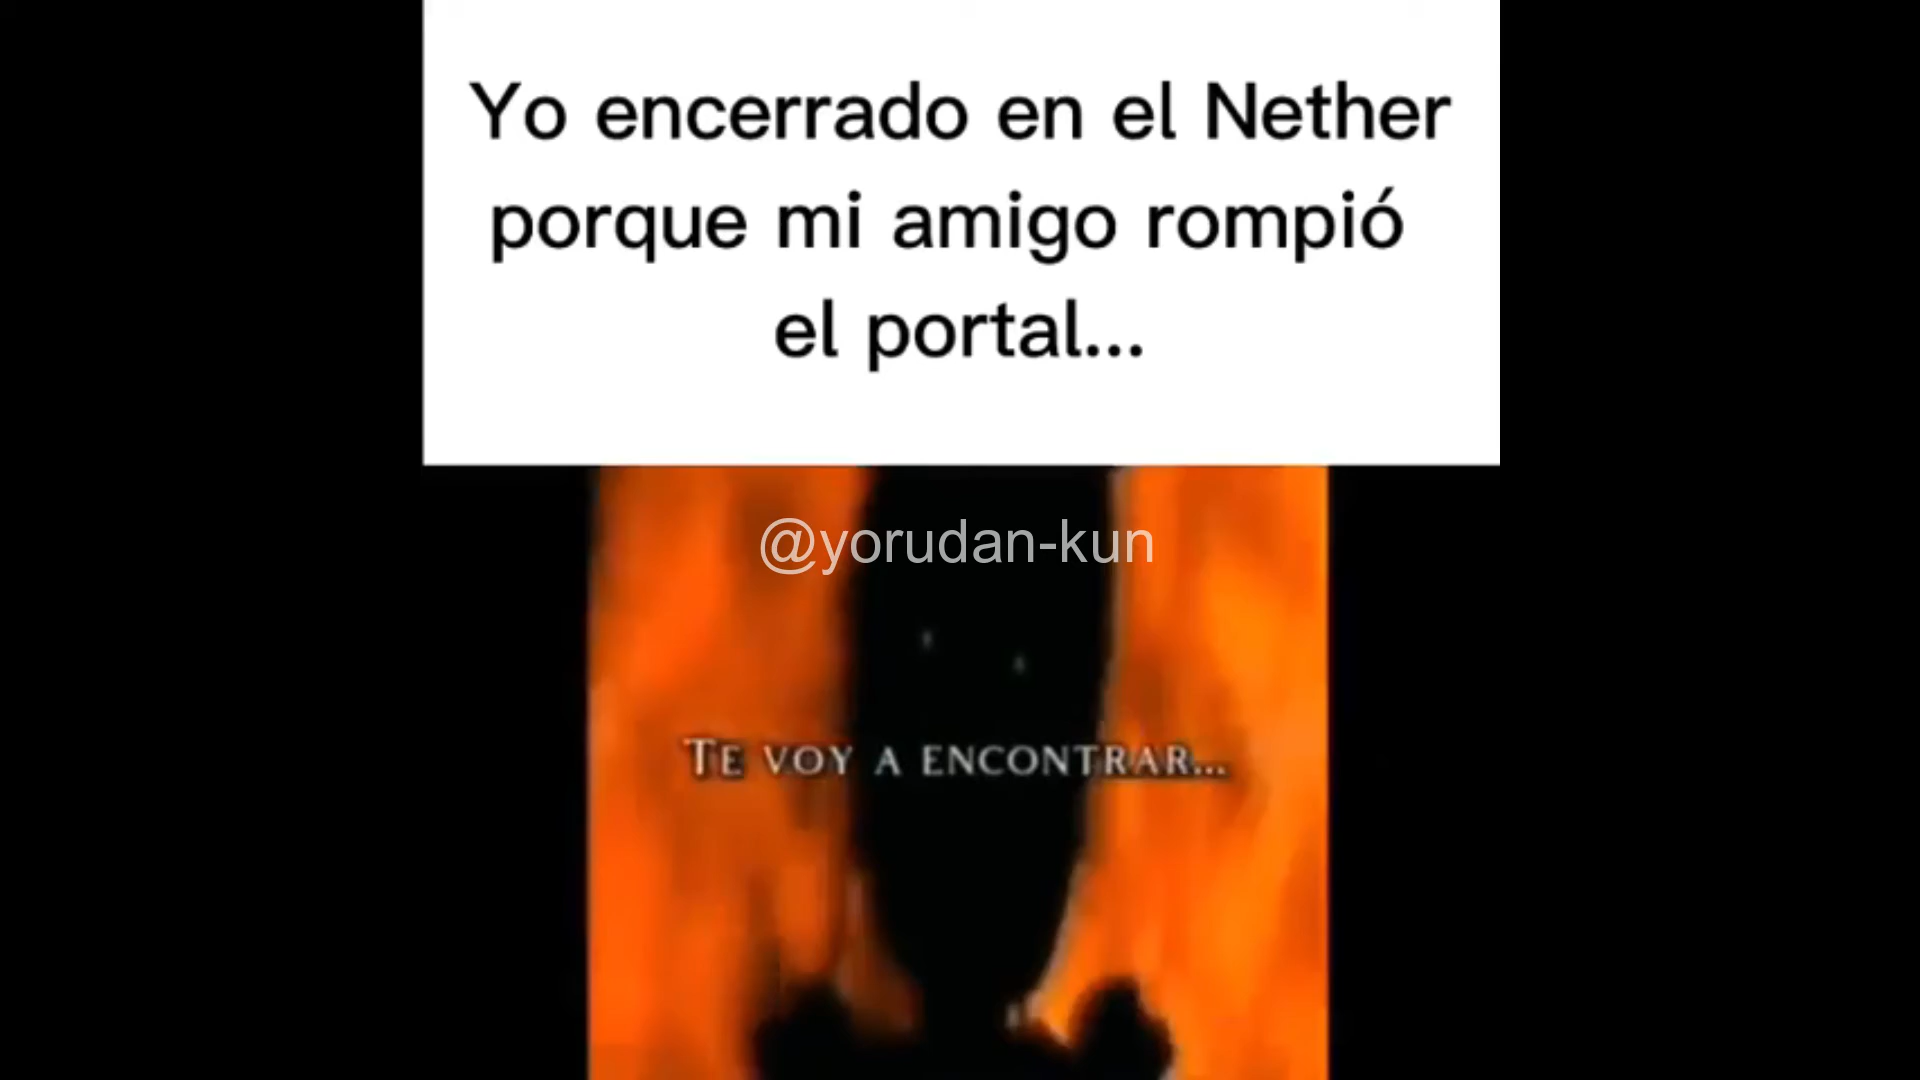 Yo encerrado en el Nether
porque mi amigo rompió
el portal...
@yorudan-kun
Te voy a encontrar...